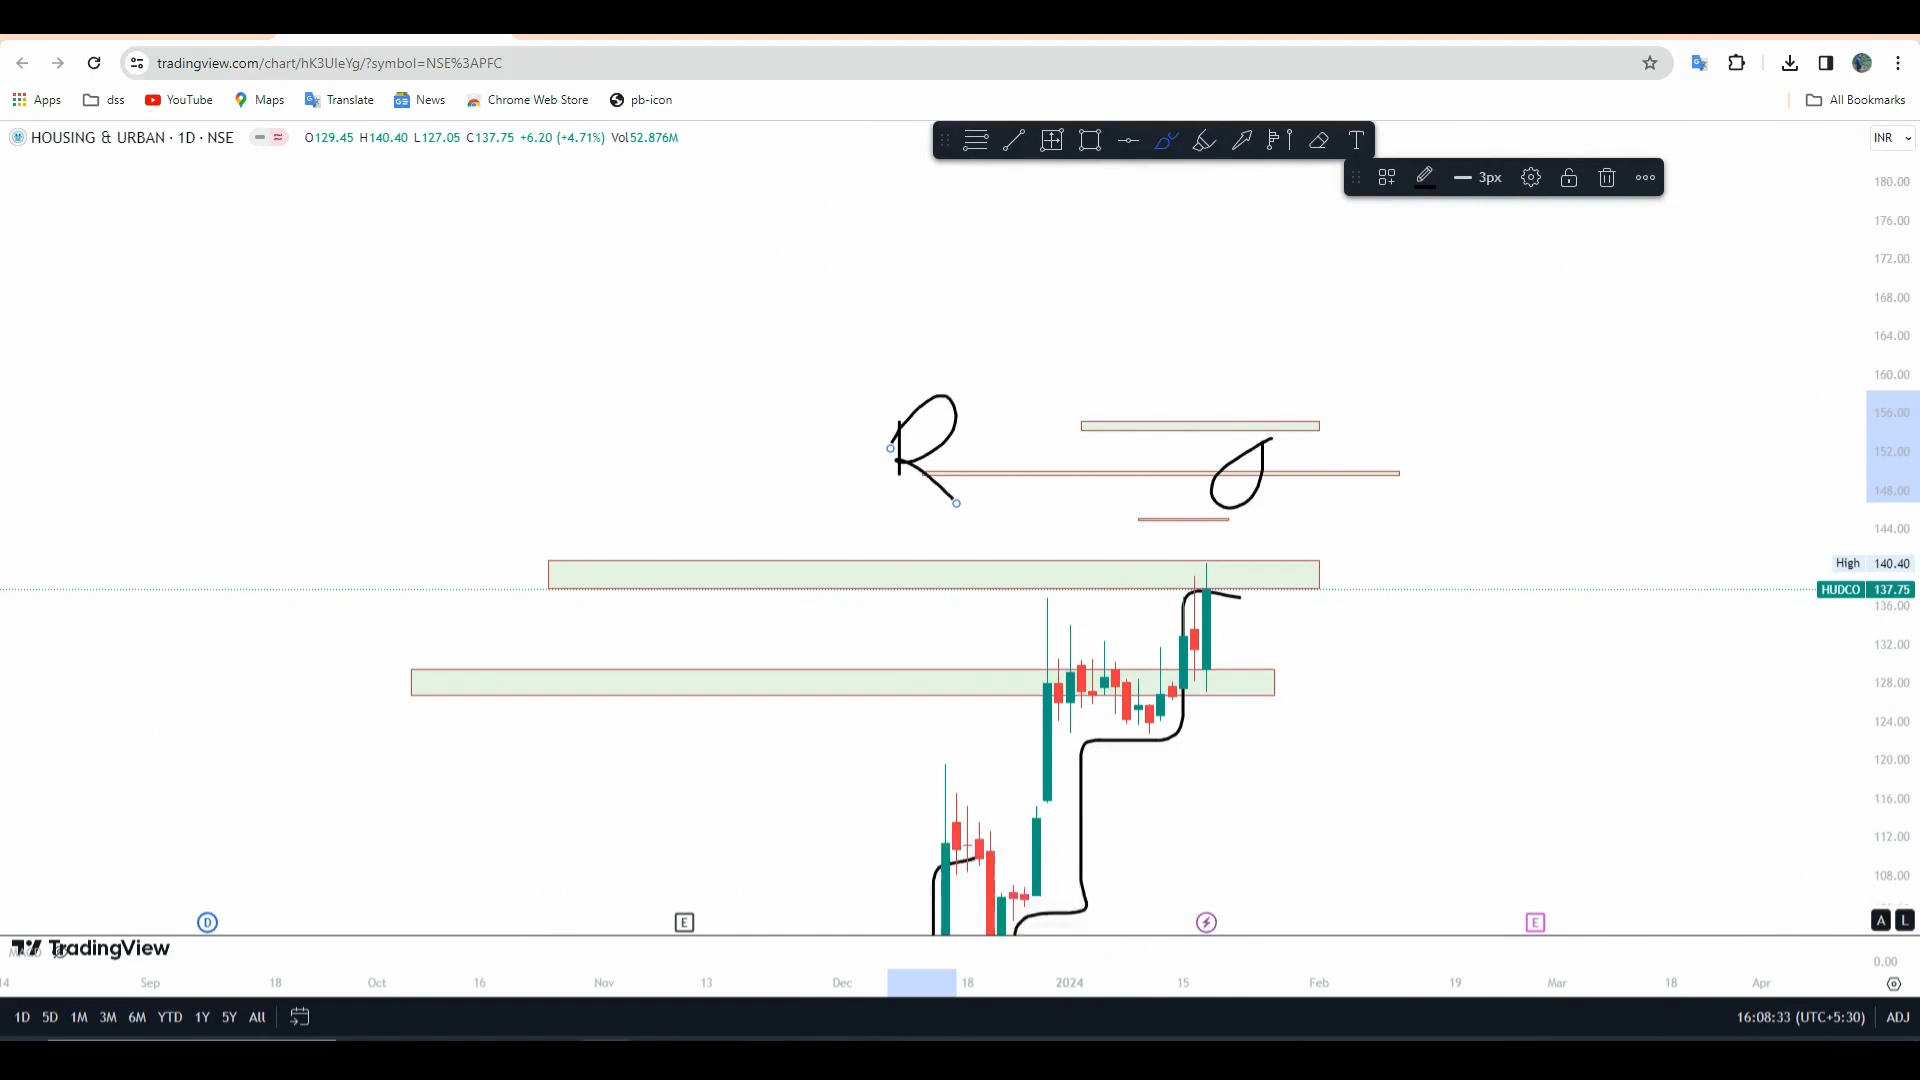 tradingview.com/chart/hK3UIeYg/?symbol=NSE%3APFC
Apps dss YouTube Maps Translate News Chrome Web Store pb-icon All Bookmarks
HOUSING & URBAN · 1D · NSE O129.45 H140.40 L127.05 C137.75 +6.20 (+4.71%) Vol52.876M INR
T
3px
180.00
176.00
172.00
168.00
164.00
160.00
156.00
R
152.00
148.00
144.00
High 140.40
HUDCO 137.75
136.00
132.00
128.00
124.00
120.00
116.00
112.00
108.00
D E E A L
TradingView
0.00
14 Sep 18 Oct 16 Nov 13 Dec 18 2024 15 Feb 19 Mar 18 Apr
1D 5D 1M 3M 6M YTD 1Y 5Y All 16:08:33 (UTC+5:30) ADJ